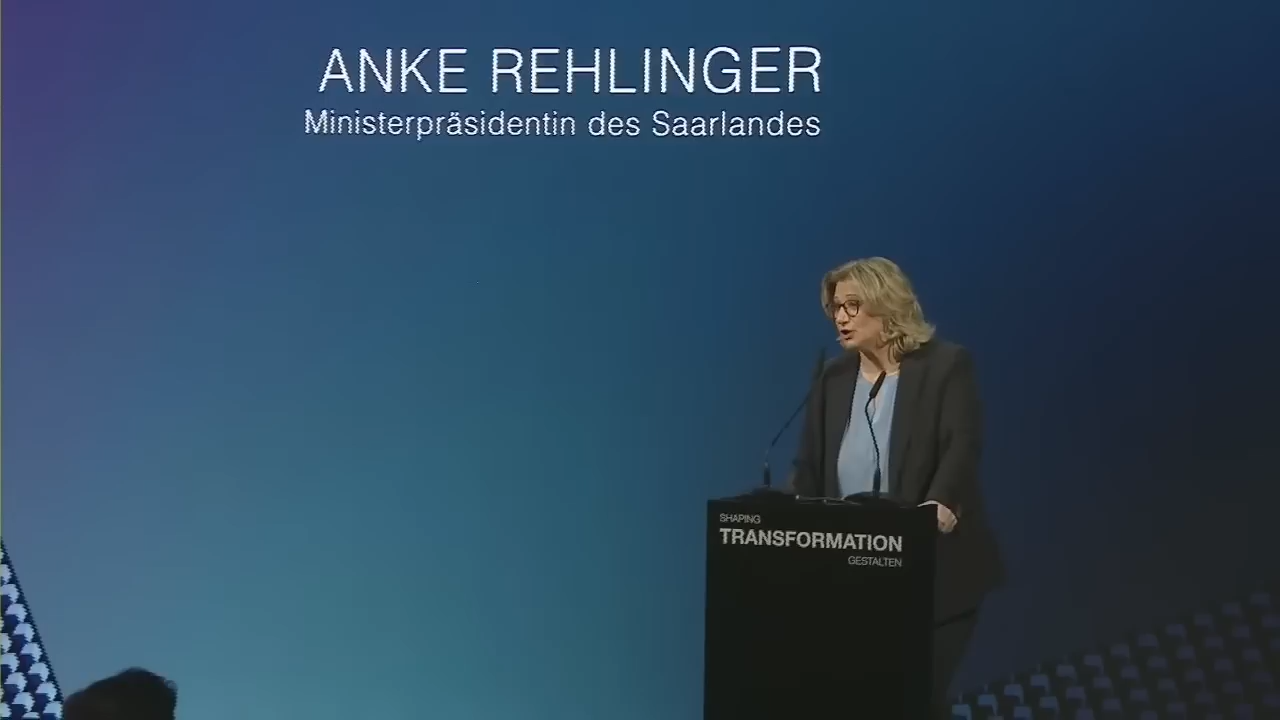 ANKE REHLINGER
Ministerpräsidentin des Saarlandes
SHAPING
TRANSFORMATION
GESTALTEN